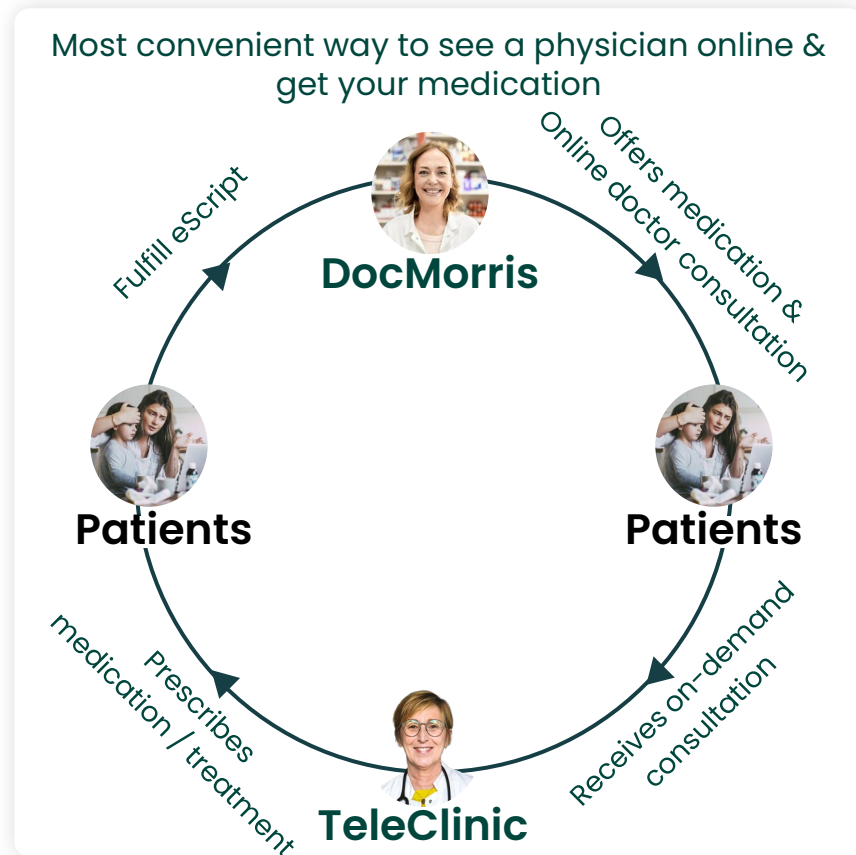 Most convenient way to see a physician online &
get your medication
Fulfill eScript
DocMorris
Offers medication &
Online doctor consultation
Patients
Patients
Prescribes
medication / treatment
TeleClinic
Receives on-demand
consultation